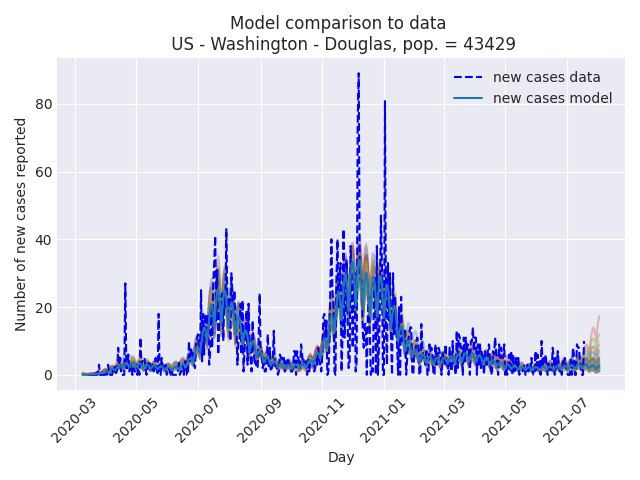 Model comparison to data
US - Washington - Douglas, pop. = 43429
new cases data
new cases model
Number of new cases reported
80
60
40
20
0
2020-03
2020-05
2020-07
2020-09
2020-11
2021-01
2021-03
2021-05
2021-07
Day